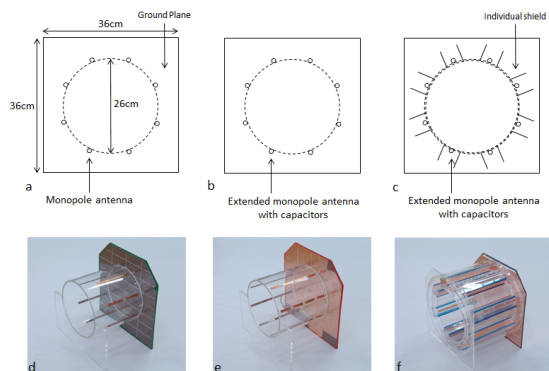 36cm
Ground Plane
Individual shield
36cm
26cm
a
Monopole antenna
b
Extended monopole antenna
with capacitors
c
Extended monopole antenna
with capacitors
d
e
f